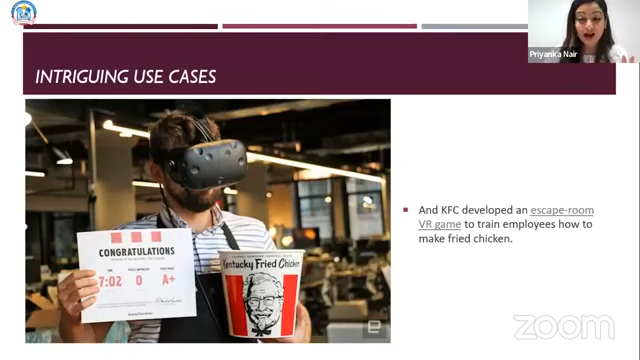 Priyanka Nair
INTRIGUING USE CASES
CONGRATULATIONS
7:02 0 A+
Kentucky Fried Chicken
And KFC developed an escape-room
VR game to train employees how to
make fried chicken.
zoom